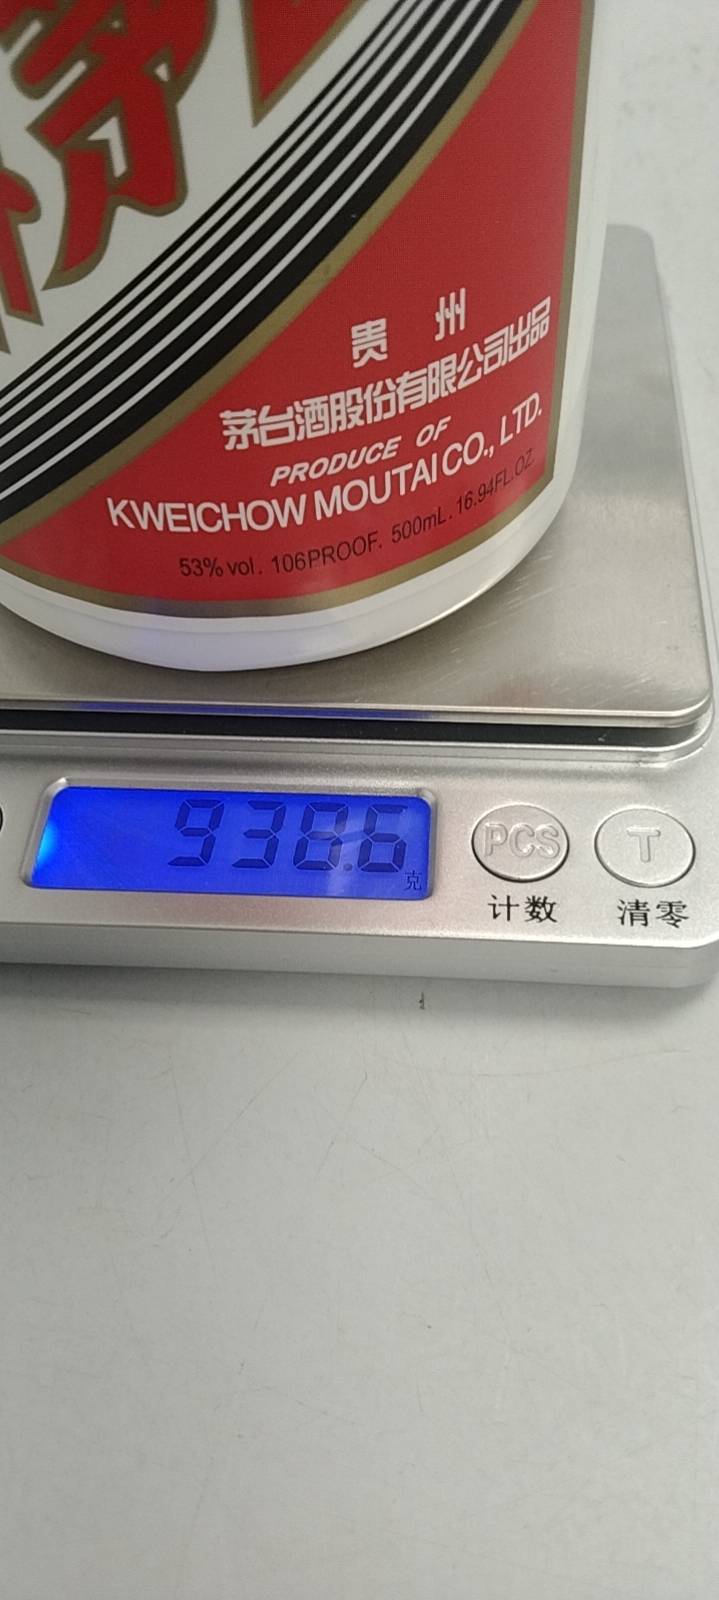 贵 州
茅台酒股份有限公司出品
PRODUCE OF
KWEICHOW MOUTAI CO., LTD.
53% vol. 106PROOF. 500mL. 16.94FL.OZ
938.6
克
PCS T
计数 清零